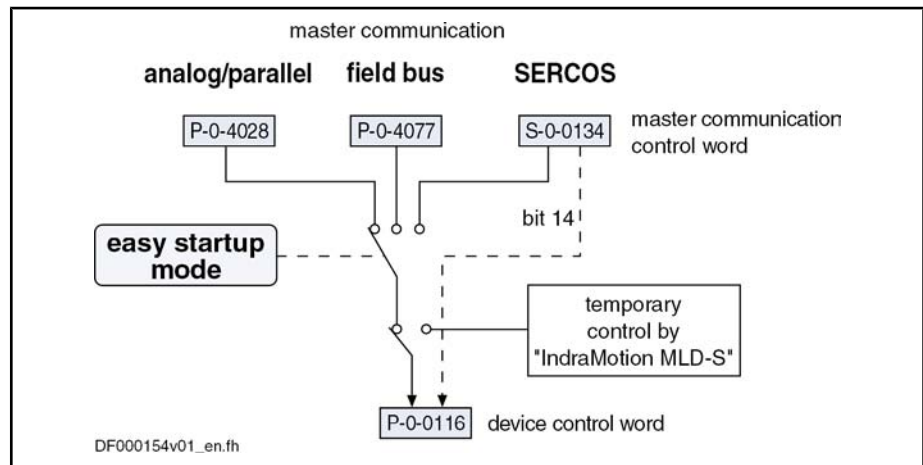 master communication
analog/parallel field bus SERCOS
P-0-4028 P-0-4077 S-0-0134
master communication
control word
bit 14
easy startup
mode
temporary
control by
"IndraMotion MLD-S"
P-0-0116 device control word
DF000154v01_en.fh